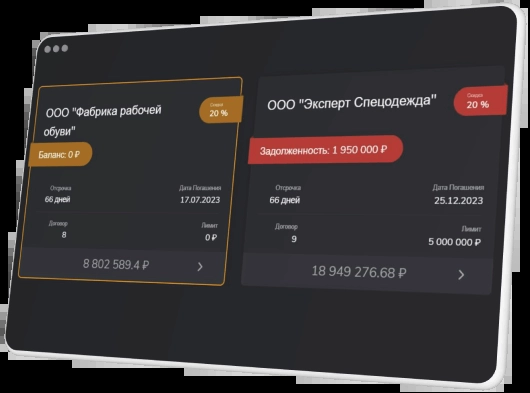 ООО "Фабрика рабочей
обуви"
Скидка
20 %
Баланс: 0 ₽
Отсрочка
66 дней
Дата Погашения
17.07.2023
Договор
8
Лимит
0 ₽
8 802 589.4 ₽
ООО "Эксперт Спецодежда"
Скидка
20 %
Задолженность: 1 950 000 ₽
Отсрочка
66 дней
Дата Погашения
25.12.2023
Договор
9
Лимит
5 000 000 ₽
18 949 276.68 ₽